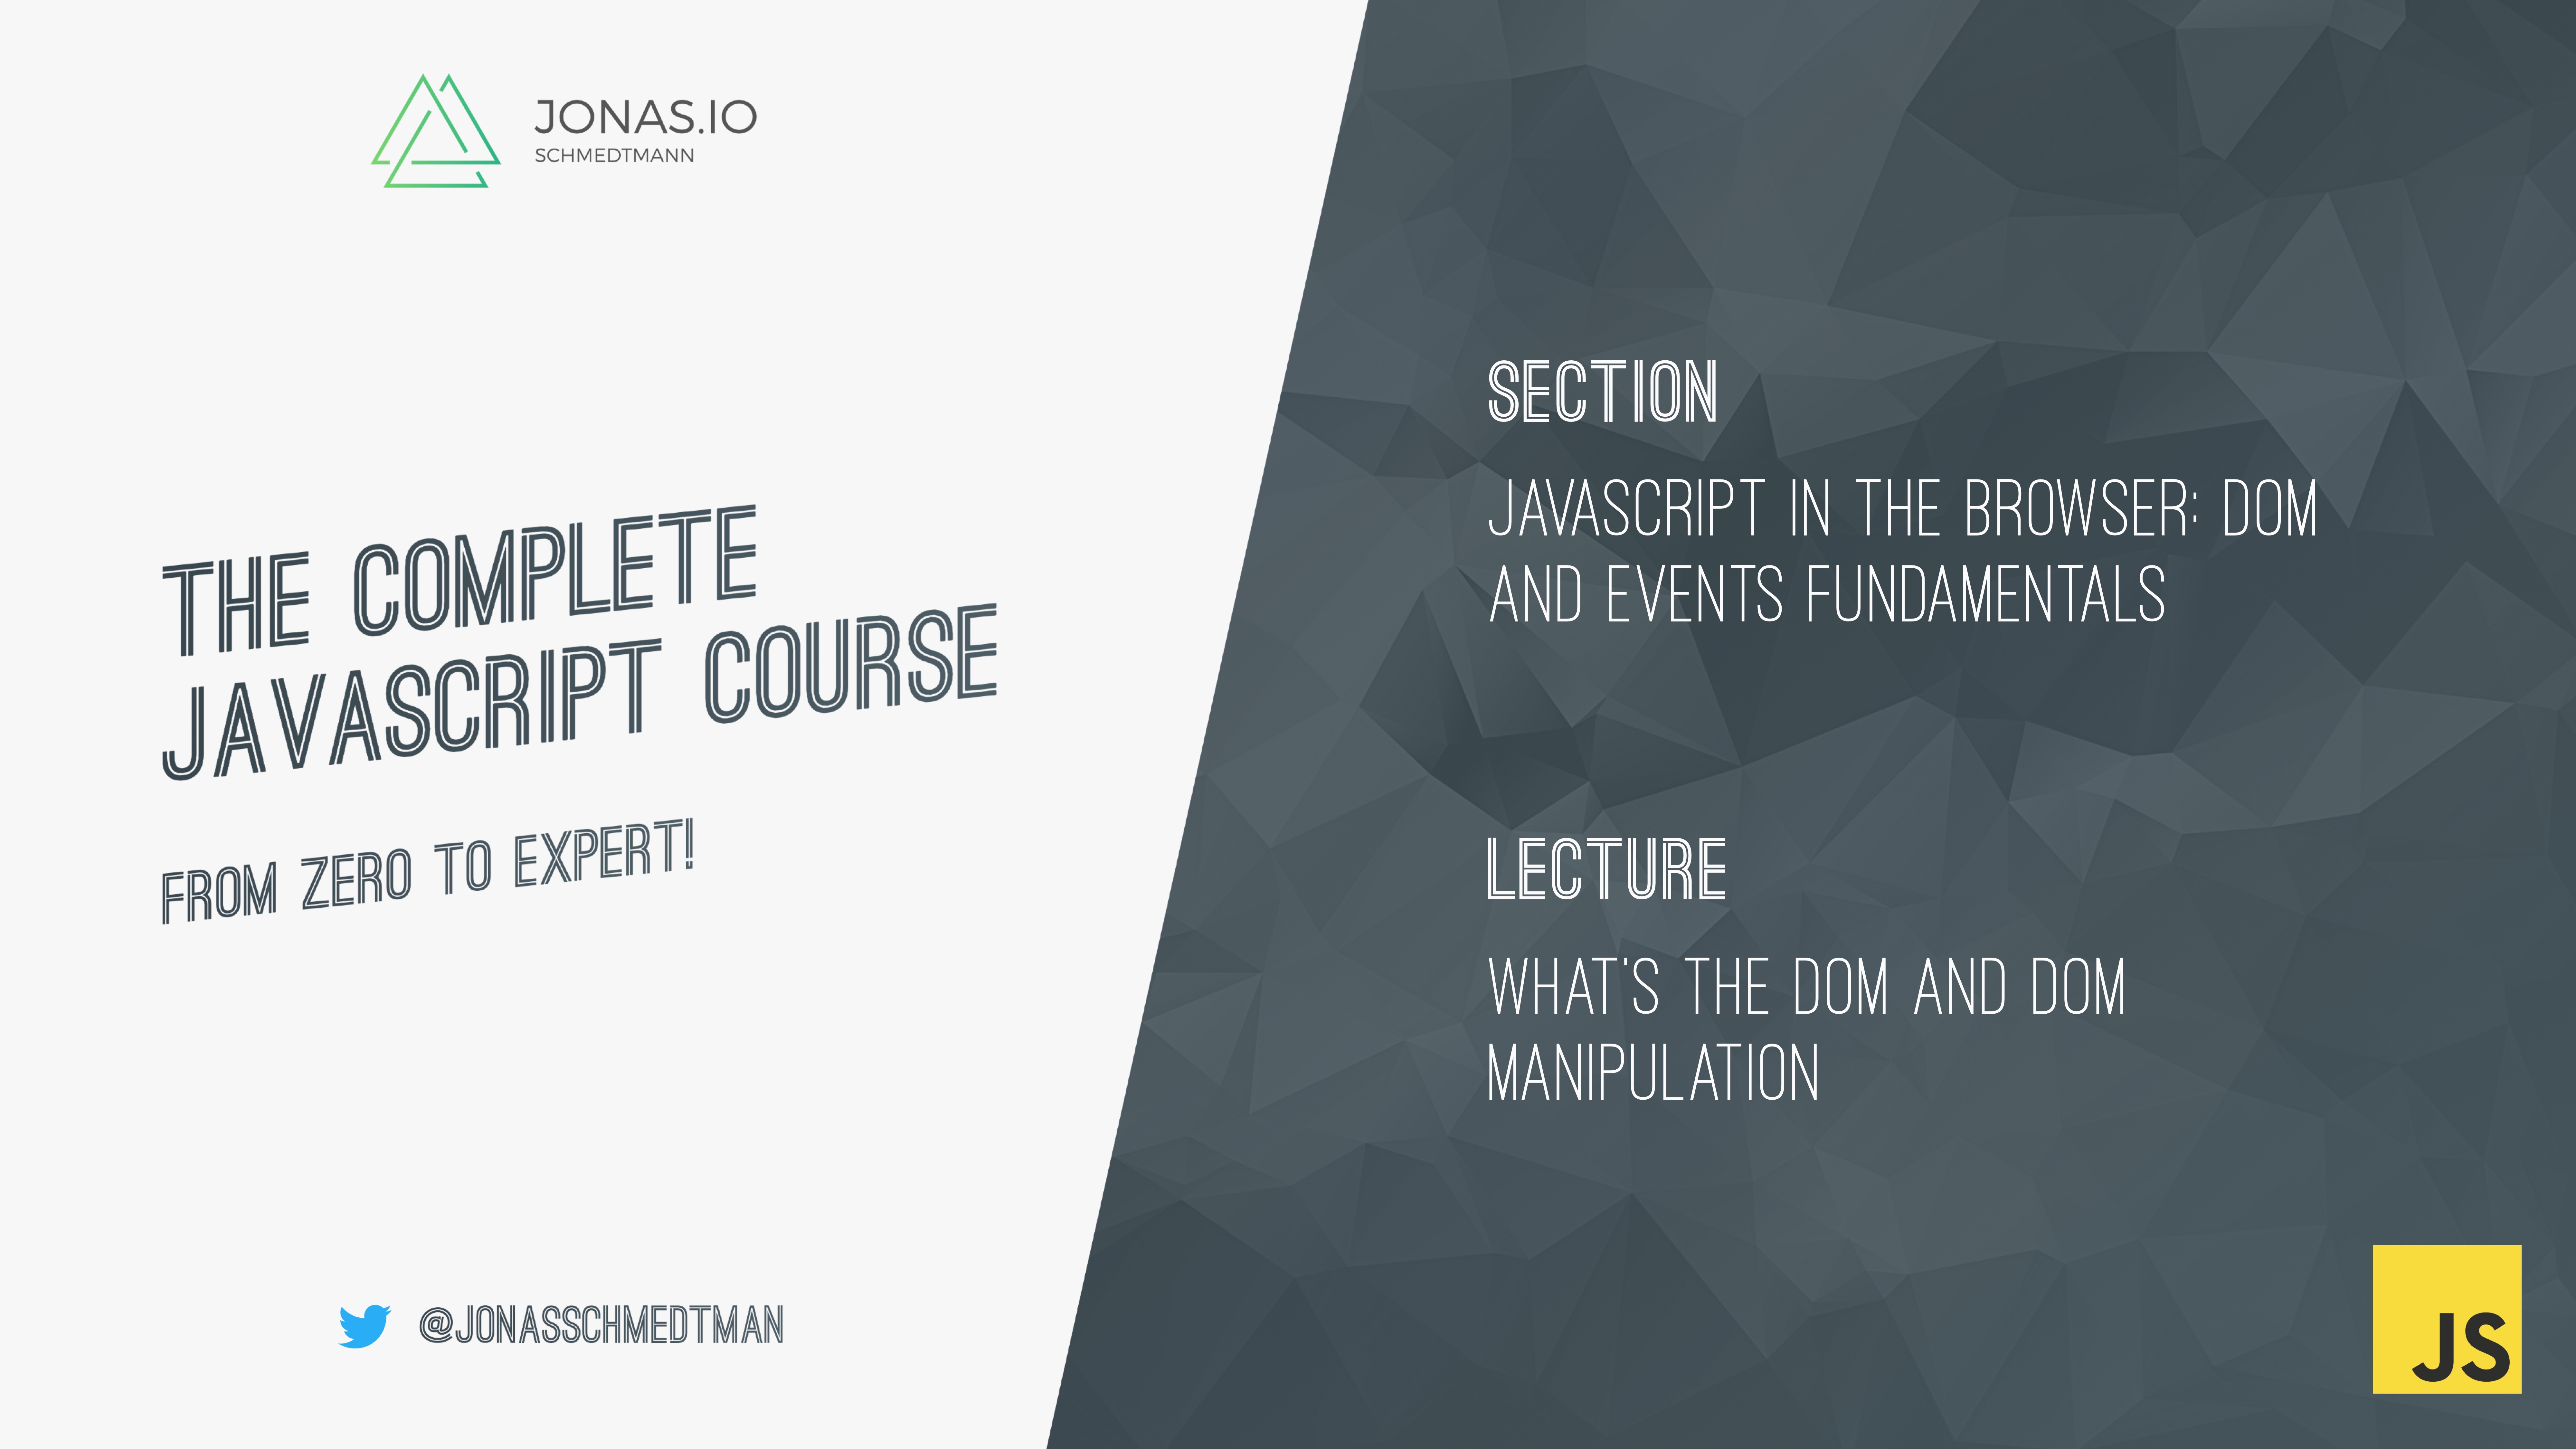 JONAS.IO
SCHMEDTMANN
THE COMPLETE
JAVASCRIPT COURSE
FROM ZERO TO EXPERT!
@JONASSCHMEDTMAN
SECTION
JAVASCRIPT IN THE BROWSER: DOM
AND EVENTS FUNDAMENTALS
LECTURE
WHAT'S THE DOM AND DOM
MANIPULATION
JS